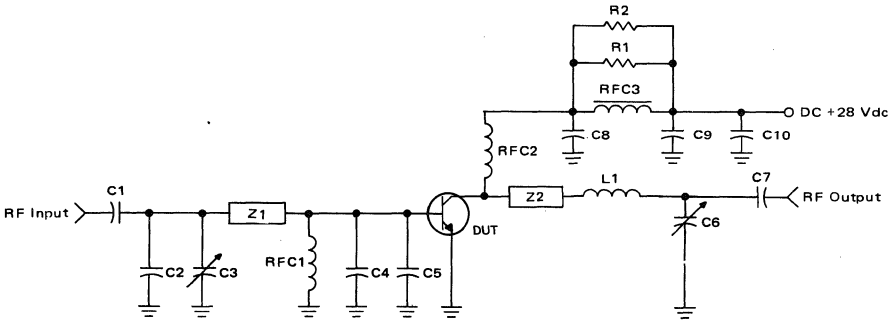 R2
R1
RFC3
DC +28 Vdc
C8
C9
C10
RFC2
C1
L1
C7
RF Input
Z1
Z2
RF Output
DUT
C6
RFC1
C2
C3
C4
C5